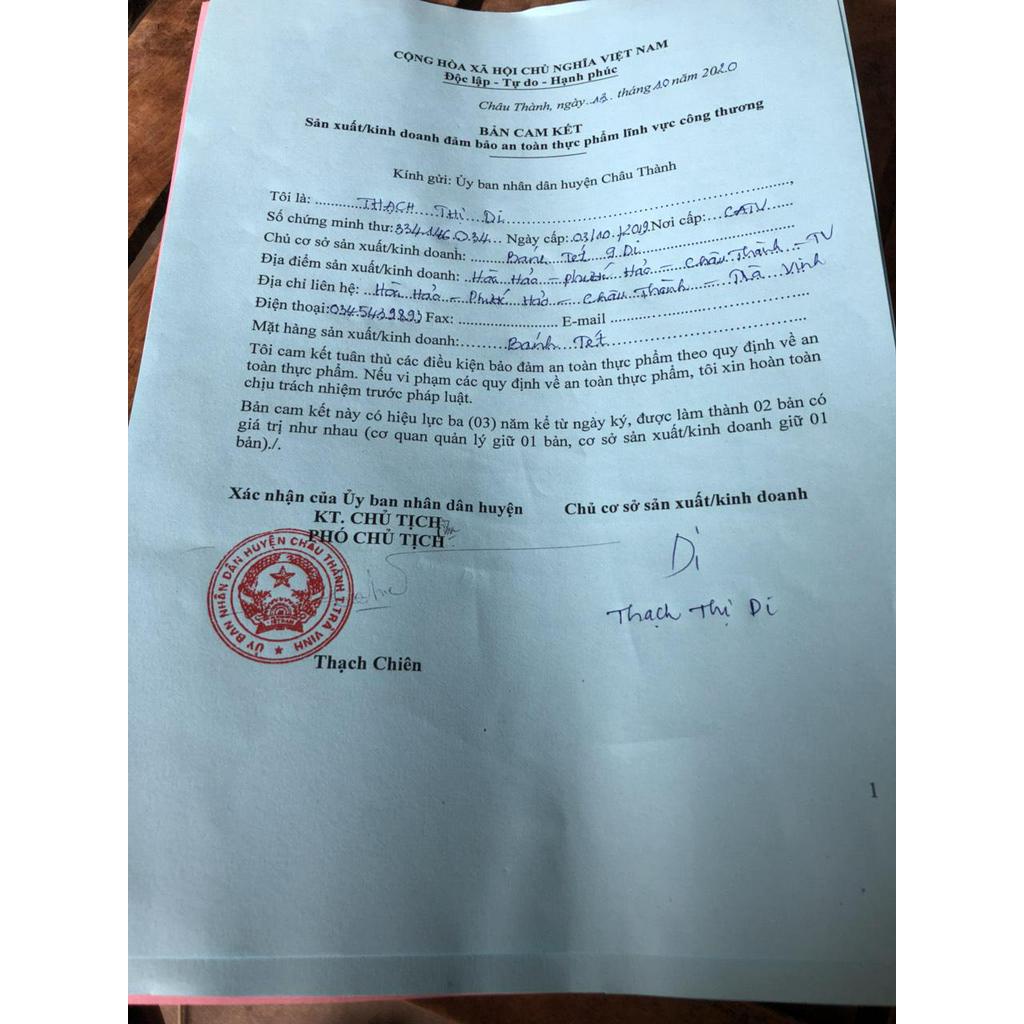 CỘNG HÒA XÃ HỘI CHỦ NGHĨA VIỆT NAM
Độc lập - Tự do - Hạnh phúc
Châu Thành, ngày 13 tháng 10 năm 2020
BẢN CAM KẾT
Sản xuất/kinh doanh đảm bảo an toàn thực phẩm lĩnh vực công thương
Kính gửi: Ủy ban nhân dân huyện Châu Thành
Tôi là: THẠCH THỊ DI
Số chứng minh thư: 334.146.034 Ngày cấp: 03/10/2019 Nơi cấp: CATV
Chủ cơ sở sản xuất/kinh doanh: Bánh Tét 9 Di
Địa điểm sản xuất/kinh doanh: Hòa Hảo – Phước Hảo – Châu Thành – TV
Địa chỉ liên hệ: Hòa Hảo – Phước Hảo – Châu Thành – Trà Vinh
Điện thoại: Fax: E-mail
Mặt hàng sản xuất/kinh doanh: Bánh Tét
Tôi cam kết tuân thủ các điều kiện bảo đảm an toàn thực phẩm theo quy định về an
toàn thực phẩm. Nếu vi phạm các quy định về an toàn thực phẩm, tôi xin hoàn toàn
chịu trách nhiệm trước pháp luật.
Bản cam kết này có hiệu lực ba (03) năm kể từ ngày ký, được làm thành 02 bản có
giá trị như nhau (cơ quan quản lý giữ 01 bản, cơ sở sản xuất/kinh doanh giữ 01
bản)./.
Xác nhận của Ủy ban nhân dân huyện
KT. CHỦ TỊCH
PHÓ CHỦ TỊCH
ỦY BAN NHÂN DÂN HUYỆN CHÂU THÀNH T.TRÀ VINH
Thạch Chiên
Chủ cơ sở sản xuất/kinh doanh
Di
Thạch Thị Di
1